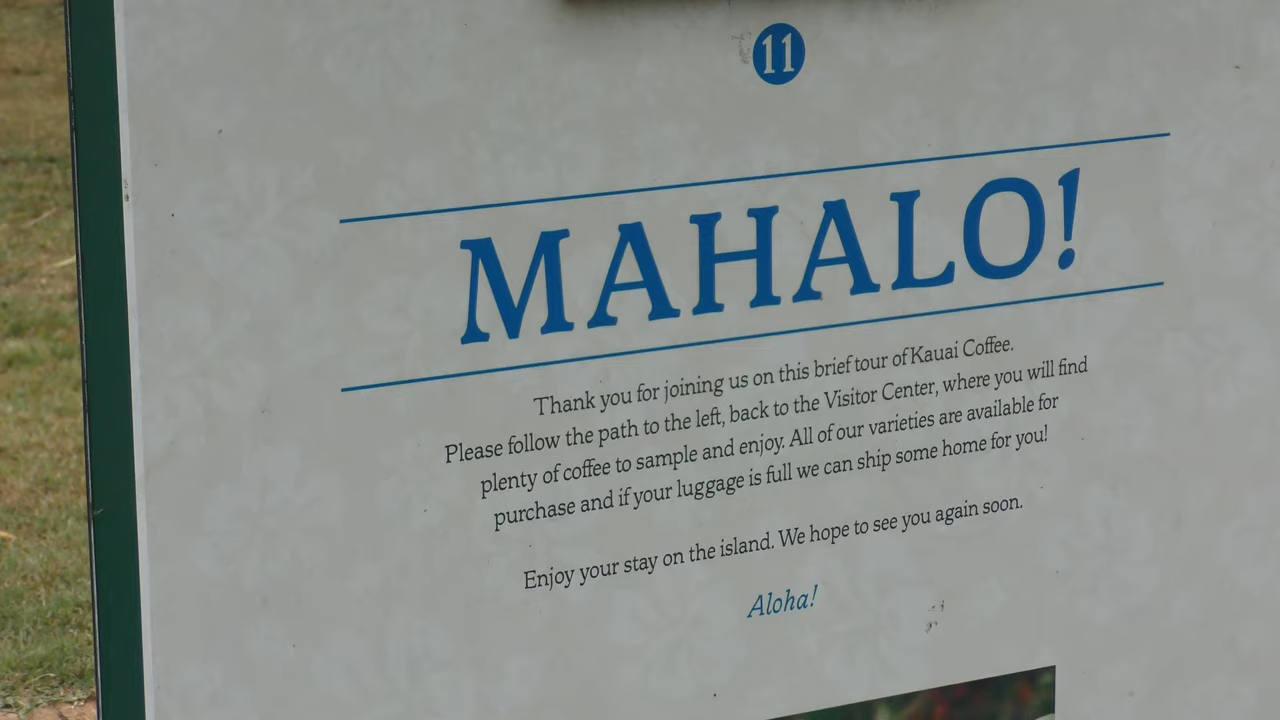 11
MAHALO!
Thank you for joining us on this brief tour of Kauai Coffee.
Please follow the path to the left, back to the Visitor Center, where you will find
plenty of coffee to sample and enjoy. All of our varieties are available for
purchase and if your luggage is full we can ship some home for you!
Enjoy your stay on the island. We hope to see you again soon.
Aloha!